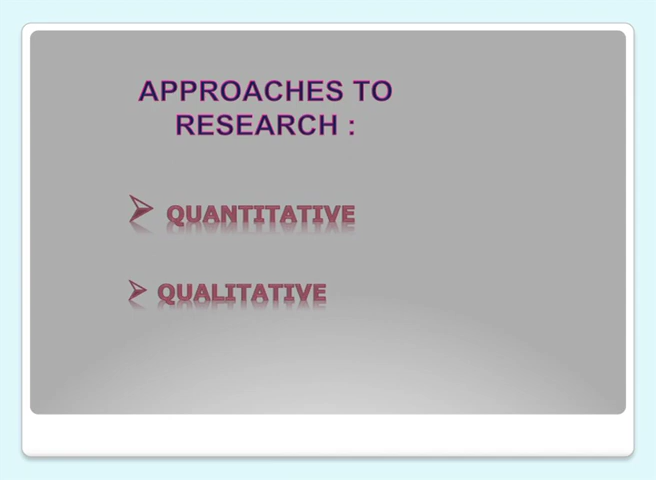 APPROACHES TO
RESEARCH :
➢ QUANTITATIVE
➢ QUALITATIVE